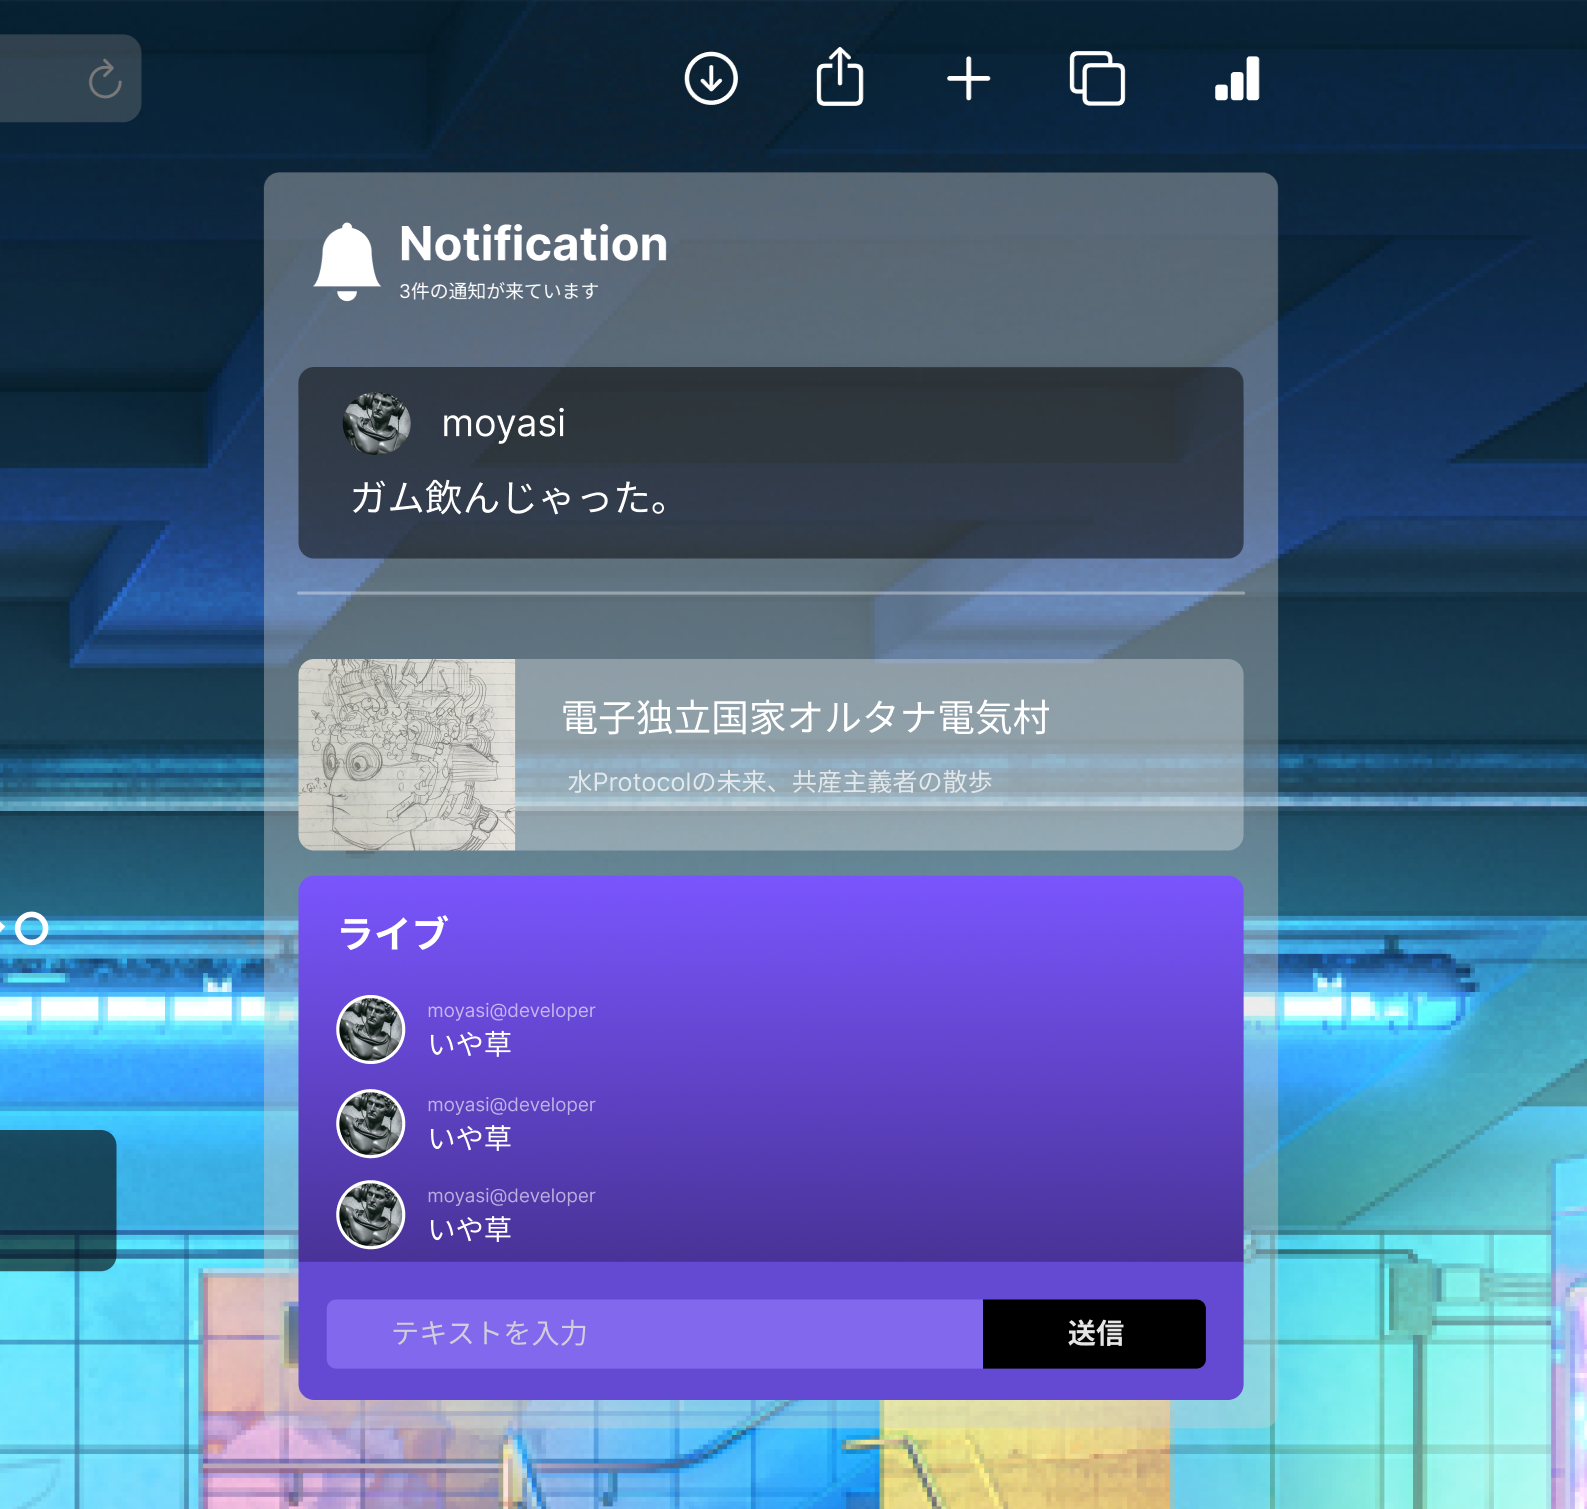 Notification
3件の通知が来ています
moyasi
ガム飲んじゃった。
電子独立国家オルタナ電気村
水Protocolの未来、共産主義者の散歩
ライブ
moyasi@developer
いや草
moyasi@developer
いや草
moyasi@developer
いや草
テキストを入力
送信